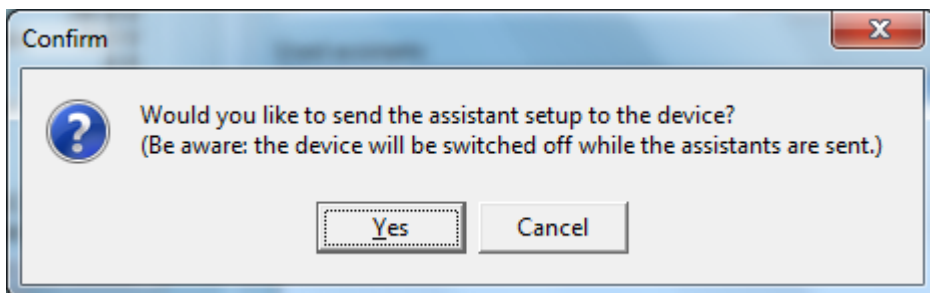 Confirm
Would you like to send the assistant setup to the device?
(Be aware: the device will be switched off while the assistants are sent.)
Yes
Cancel